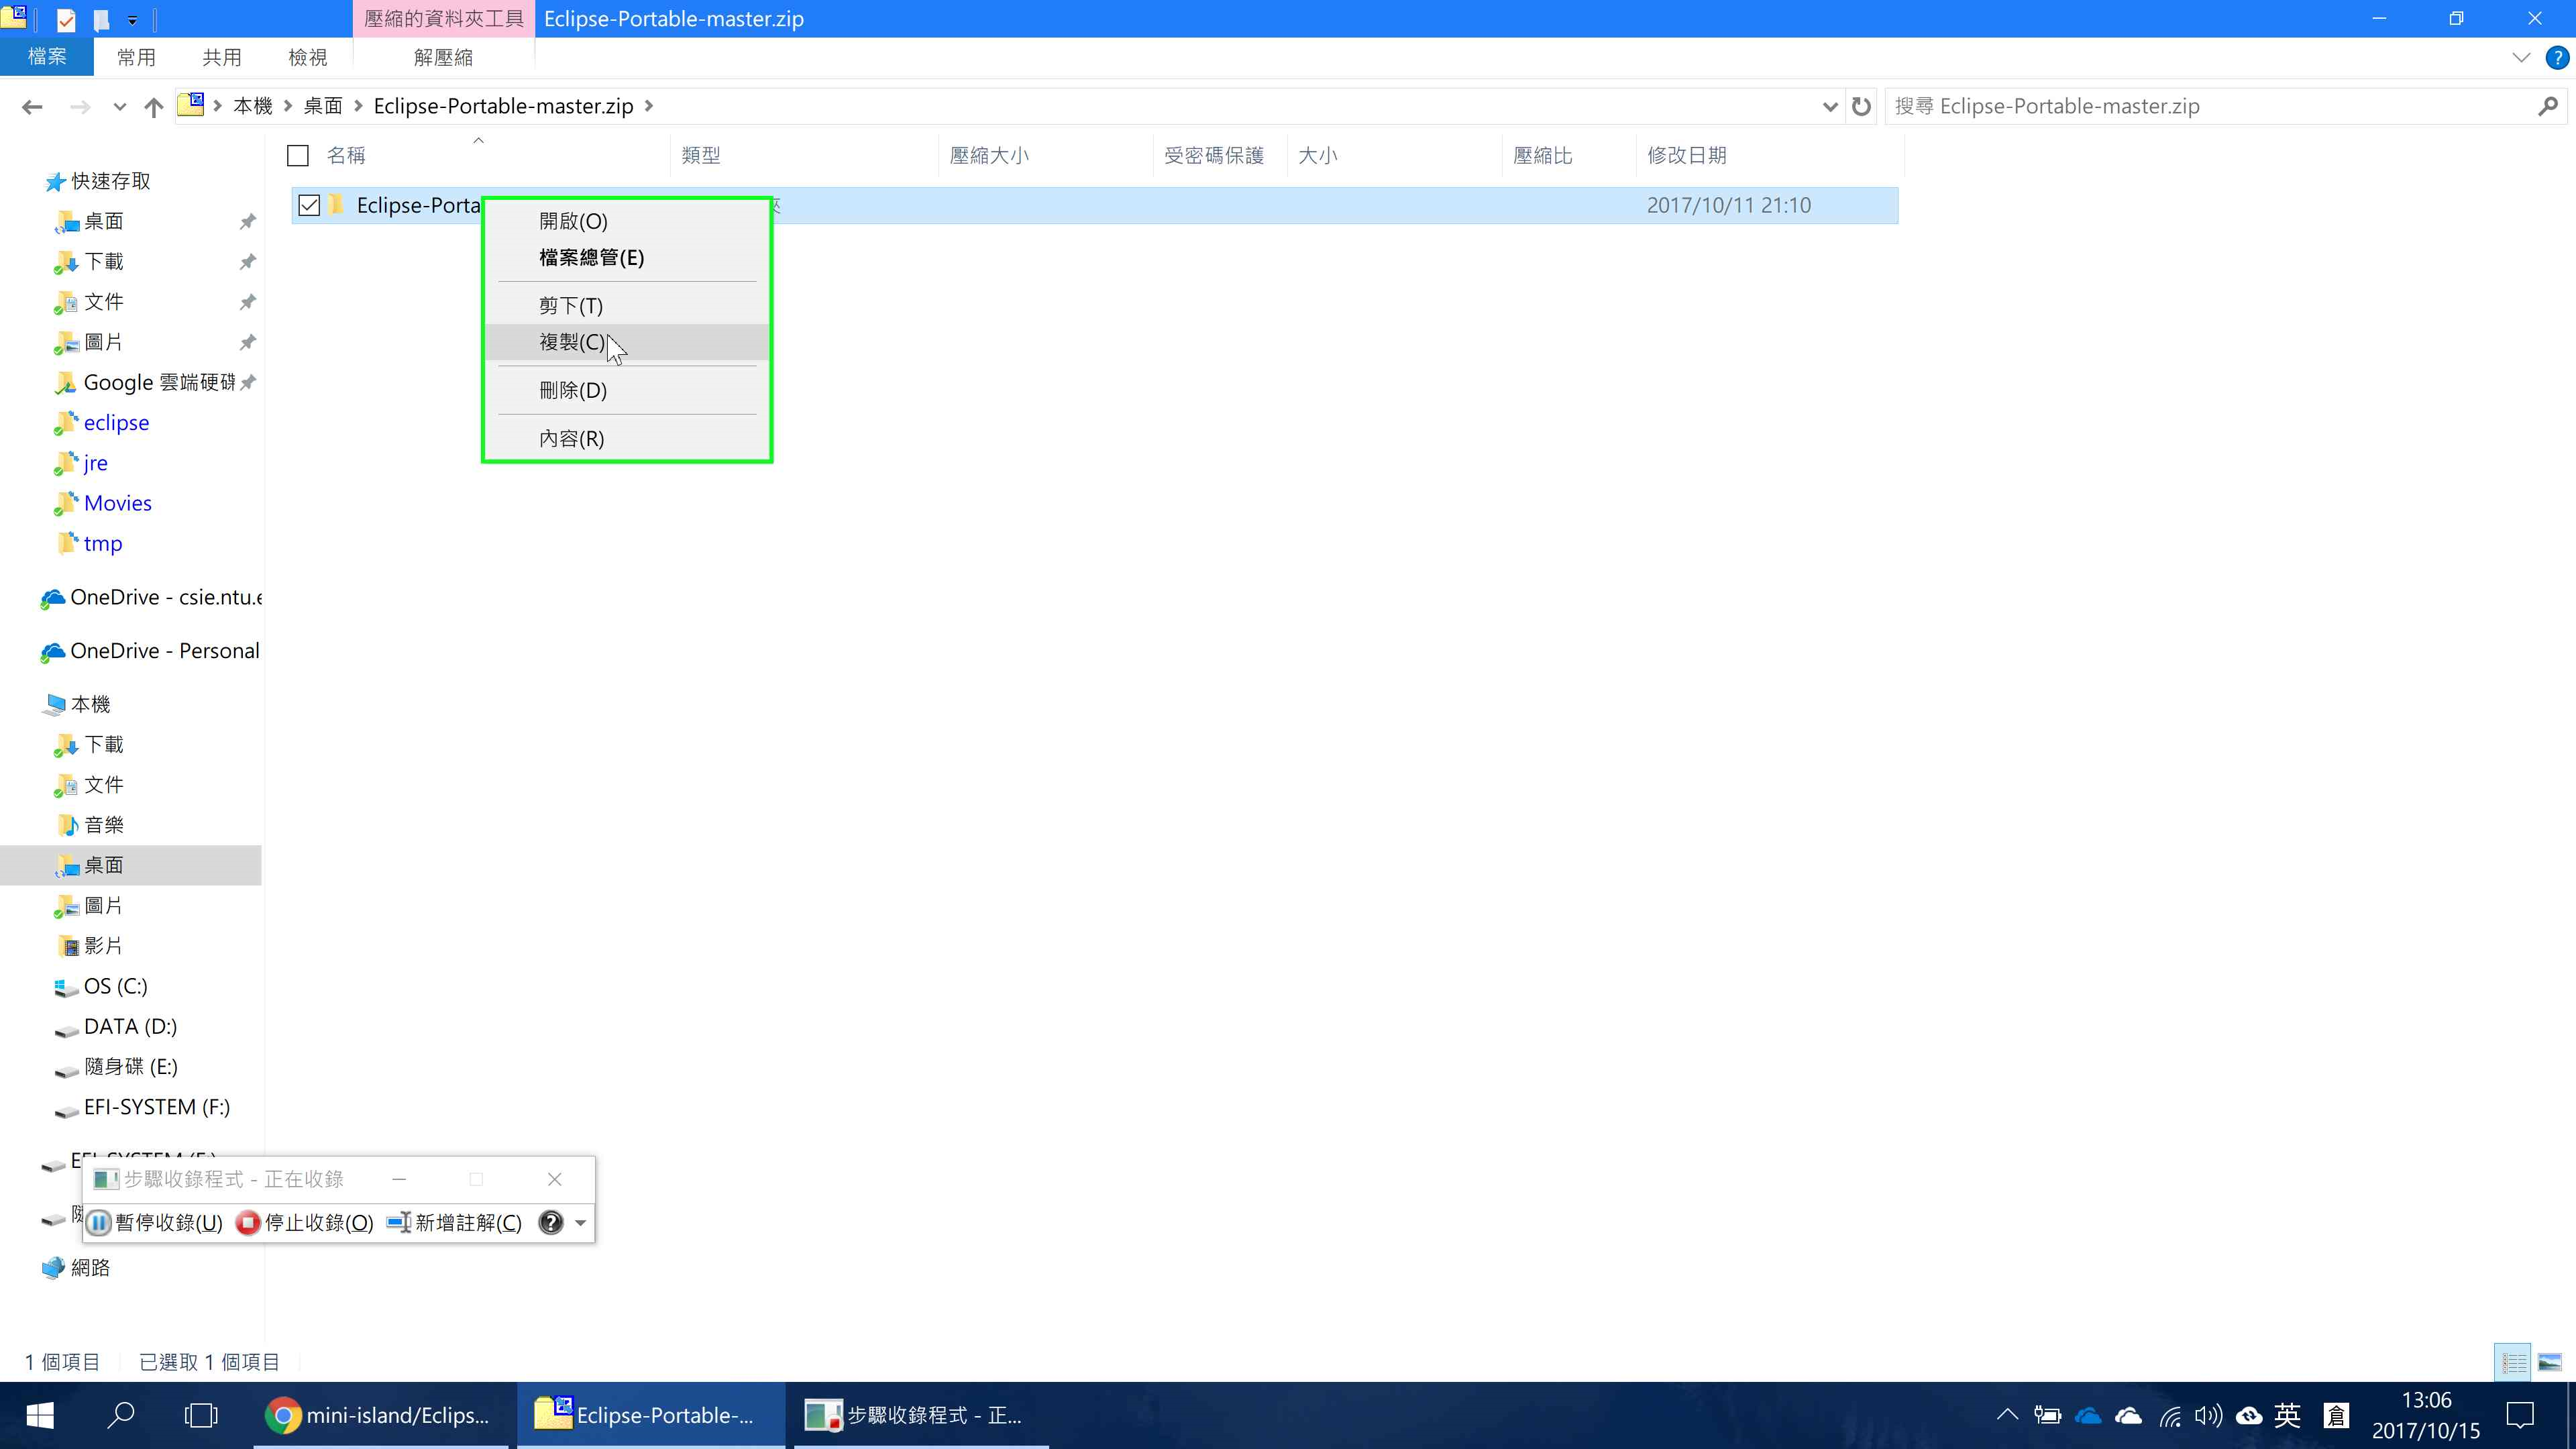 壓縮的資料夾工具
Eclipse-Portable-master.zip
檔案
常用
共用
檢視
解壓縮
本機
桌面
Eclipse-Portable-master.zip
搜尋 Eclipse-Portable-master.zip
名稱
類型
壓縮大小
受密碼保護
大小
壓縮比
修改日期
Eclipse-Porta
夾
2017/10/11 21:10
開啟(O)
檔案總管(E)
剪下(T)
複製(C)
刪除(D)
內容(R)
快速存取
桌面
下載
文件
圖片
Google 雲端硬碟
eclipse
jre
Movies
tmp
OneDrive - csie.ntu.e
OneDrive - Personal
本機
下載
文件
音樂
桌面
圖片
影片
OS (C:)
DATA (D:)
隨身碟 (E:)
EFI-SYSTEM (F:)
EFI-SYSTEM (F:)
步驟收錄程式 - 正在收錄
暫停收錄(U)
停止收錄(O)
新增註解(C)
網路
1 個項目
已選取 1 個項目
mini-island/Eclips...
Eclipse-Portable-...
步驟收錄程式 - 正...
英
倉
13:06
2017/10/15